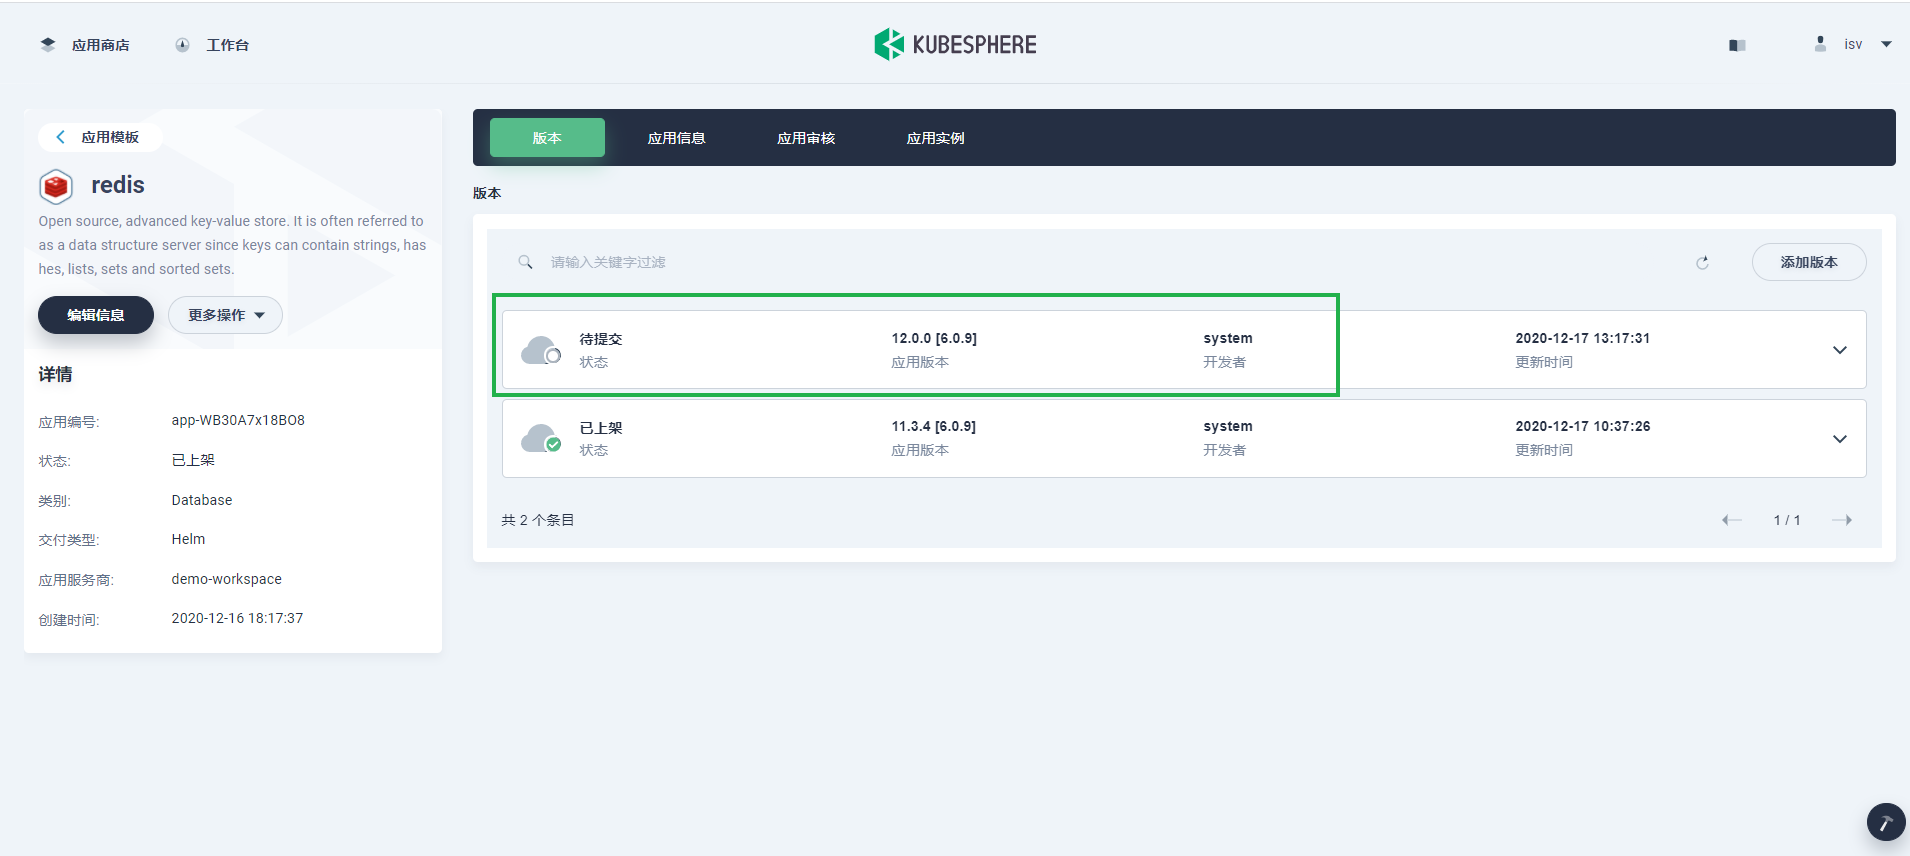 应用商店
工作台
KUBESPHERE
isv
应用模板
redis
Open source, advanced key-value store. It is often referred to
as a data structure server since keys can contain strings, has
hes, lists, sets and sorted sets.
编辑信息
更多操作
详情
应用编号: app-WB30A7x18BO8
状态: 已上架
类别: Database
交付类型: Helm
应用服务商: demo-workspace
创建时间: 2020-12-16 18:17:37
版本
应用信息
应用审核
应用实例
版本
请输入关键字过滤
添加版本
待提交 12.0.0 [6.0.9] system 2020-12-17 13:17:31
状态 应用版本 开发者 更新时间
已上架 11.3.4 [6.0.9] system 2020-12-17 10:37:26
状态 应用版本 开发者 更新时间
共 2 个条目
1 / 1